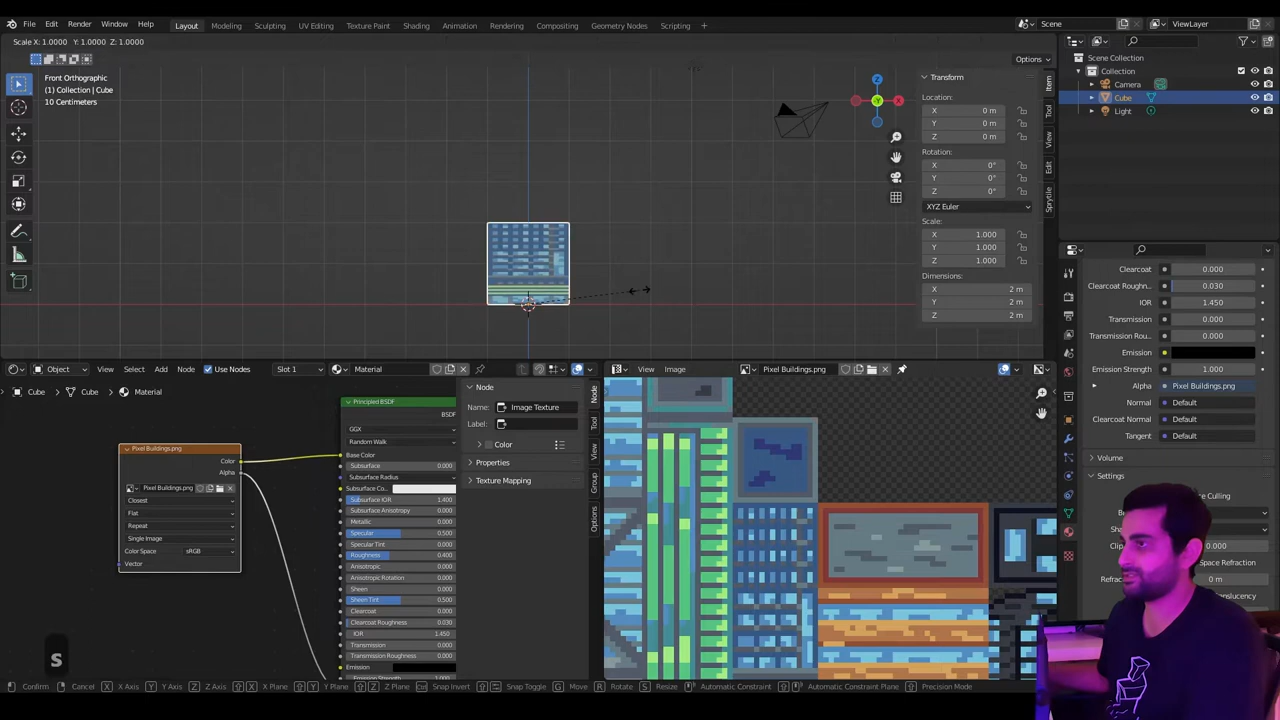 File Edit Render Window Help Layout Modeling Sculpting UV Editing Texture Paint Shading Animation Rendering Compositing Geometry Nodes Scripting + Scene ViewLayer
Scale X: 1.0000 Y: 1.0000 Z: 1.0000
Options
Front Orthographic
(1) Collection | Cube
10 Centimeters
Z
Y
X
Transform
Location:
X 0 m
Y 0 m
Z 0 m
Rotation:
X 0°
Y 0°
Z 0°
XYZ Euler
Scale:
X 1.000
Y 1.000
Z 1.000
Dimensions:
X 2 m
Y 2 m
Z 2 m
Item
Tool
View
Edit
Sprytile
Scene Collection
Collection
Camera
Cube
Light
Clearcoat 0.000
Clearcoat Roughn.. 0.030
IOR 1.450
Transmission 0.000
Transmission Rou... 0.000
Emission
Emission Strength 1.000
Alpha Pixel Buildings.png
Normal Default
Clearcoat Normal Default
Tangent Default
Volume
Settings
Object View Select Add Node Use Nodes Slot 1 Material
Cube Cube Material
Pixel Buildings.png
Color
Alpha
Pixel Buildings.png
Closest
Flat
Repeat
Single Image
Color Space sRGB
Vector
Principled BSDF
BSDF
GGX
Random Walk
Base Color
Subsurface 0.000
Subsurface Radius
Subsurface Co...
Subsurface IOR 1.400
Subsurface Anisotropy 0.000
Metallic 0.000
Specular 0.500
Specular Tint 0.000
Roughness 0.400
Anisotropic 0.000
Anisotropic Rotation 0.000
Sheen 0.000
Sheen Tint 0.500
Clearcoat 0.000
Clearcoat Roughness 0.030
IOR 1.450
Transmission 0.000
Transmission Roughness 0.000
Emission
Node
Name: Image Texture
Label:
Color
Properties
Texture Mapping
Node
Tool
View
Group
Options
View Image Pixel Buildings.png
S
Confirm Cancel X Axis Y Axis Z Axis X Plane Y Plane Z Plane Snap Invert Snap Toggle G Move R Rotate S Resize Automatic Constraint Automatic Constraint Plane Precision Mode